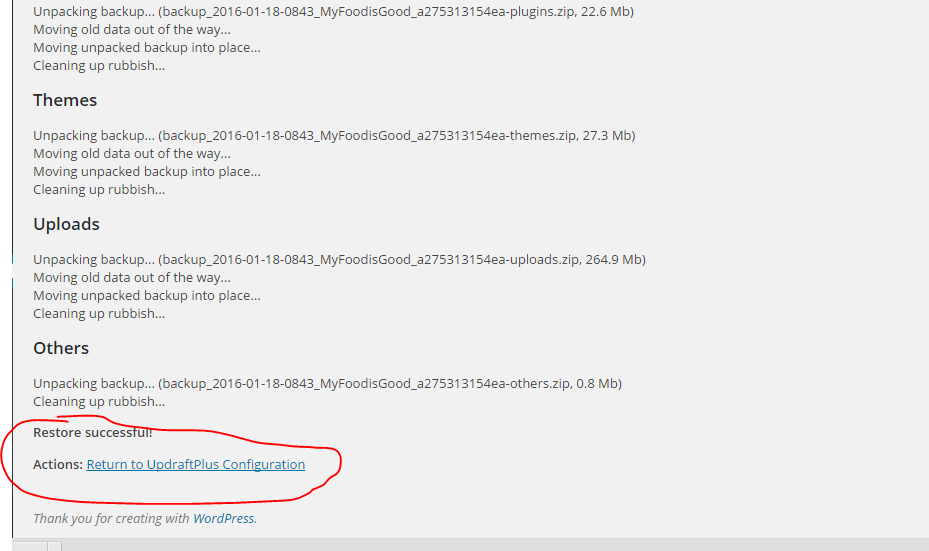 Unpacking backup... (backup_2016-01-18-0843_MyFoodisGood_a275313154ea-plugins.zip, 22.6 Mb)
Moving old data out of the way...
Moving unpacked backup into place...
Cleaning up rubbish...
Themes
Unpacking backup... (backup_2016-01-18-0843_MyFoodisGood_a275313154ea-themes.zip, 27.3 Mb)
Moving old data out of the way...
Moving unpacked backup into place...
Cleaning up rubbish...
Uploads
Unpacking backup... (backup_2016-01-18-0843_MyFoodisGood_a275313154ea-uploads.zip, 264.9 Mb)
Moving old data out of the way...
Moving unpacked backup into place...
Cleaning up rubbish...
Others
Unpacking backup... (backup_2016-01-18-0843_MyFoodisGood_a275313154ea-others.zip, 0.8 Mb)
Cleaning up rubbish...
Restore successful!
Actions: Return to UpdraftPlus Configuration
Thank you for creating with WordPress.